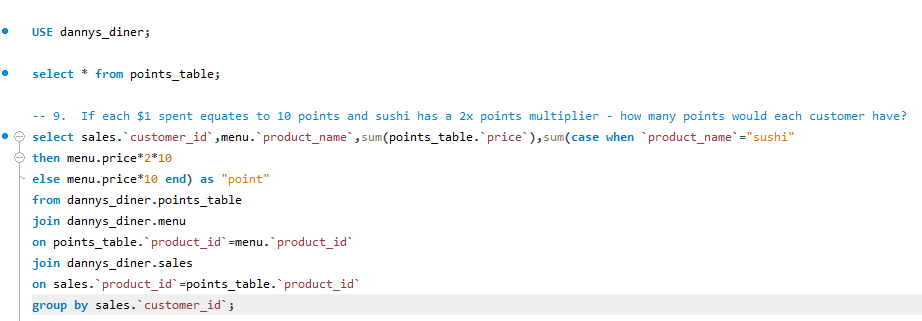 USE dannys_diner;
select * from points_table;
-- 9.  If each $1 spent equates to 10 points and sushi has a 2x points multiplier - how many points would each customer have?
select sales.`customer_id`,menu.`product_name`,sum(points_table.`price`),sum(case when `product_name`="sushi"
then menu.price*2*10
else menu.price*10 end) as "point"
from dannys_diner.points_table
join dannys_diner.menu
on points_table.`product_id`=menu.`product_id`
join dannys_diner.sales
on sales.`product_id`=points_table.`product_id`
group by sales.`customer_id`;